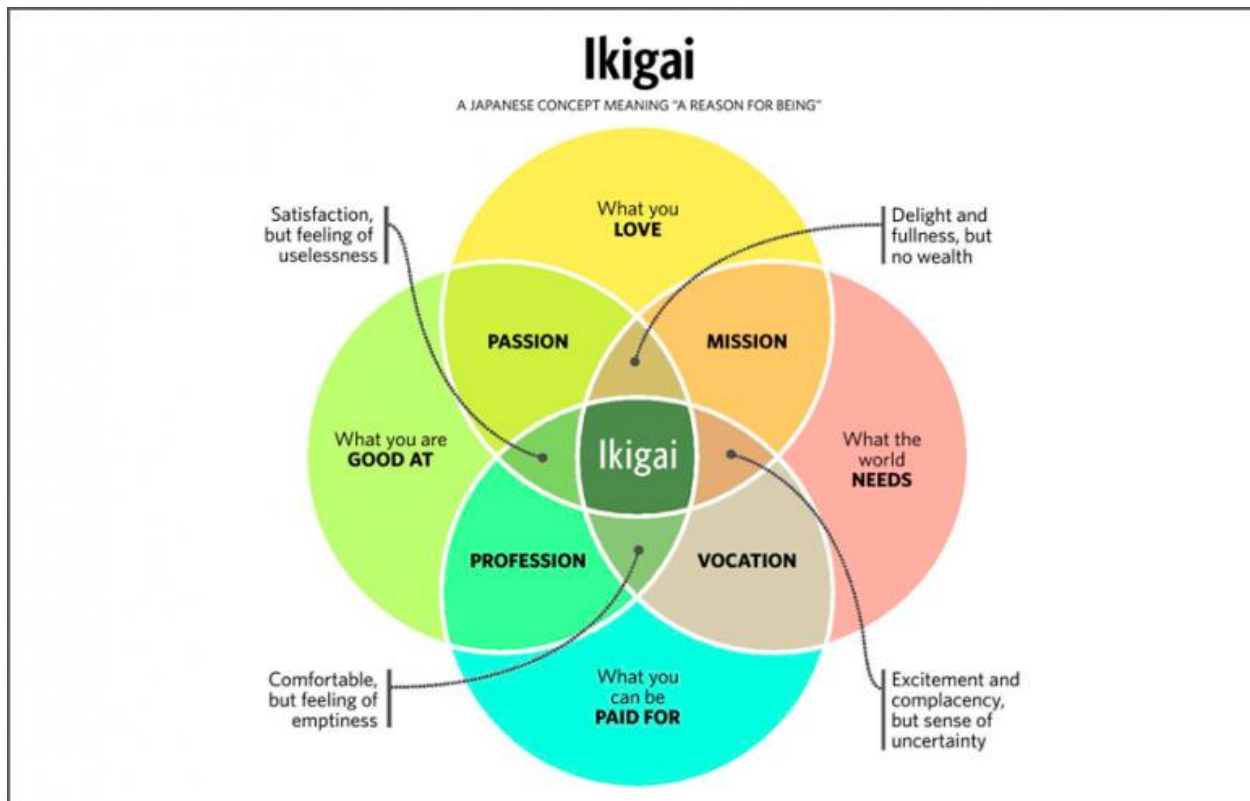 Ikigai
A JAPANESE CONCEPT MEANING “A REASON FOR BEING”
What you
LOVE
Satisfaction,
but feeling of
uselessness
Delight and
fullness, but
no wealth
PASSION
MISSION
What you are
GOOD AT
Ikigai
What the
world
NEEDS
PROFESSION
VOCATION
Comfortable,
but feeling of
emptiness
What you
can be
PAID FOR
Excitement and
complacency,
but sense of
uncertainty